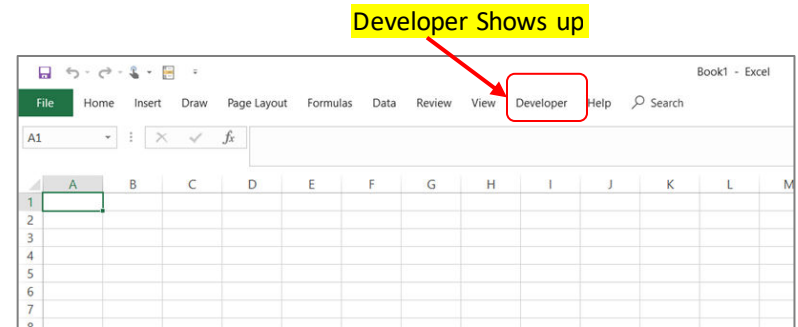 Developer Shows up
Book1 - Excel
File Home Insert Draw Page Layout Formulas Data Review View Developer Help Search
A1 fx
A B C D E F G H I J K L M
1
2
3
4
5
6
7
8